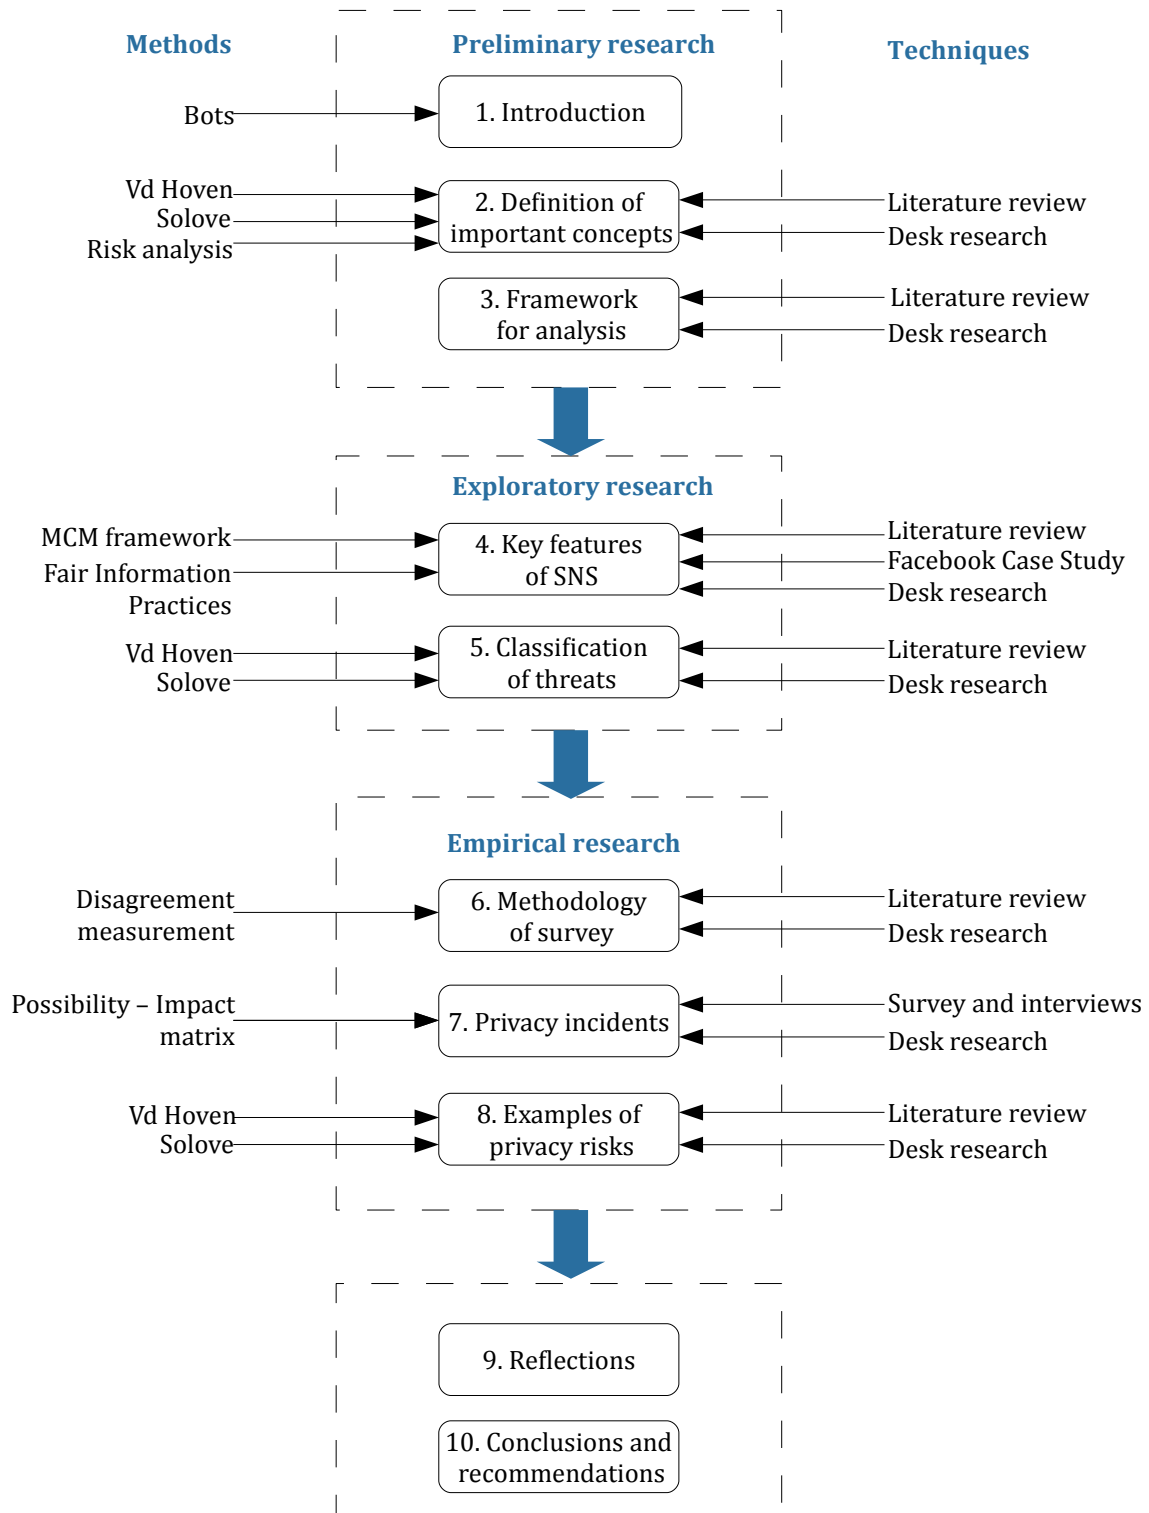 Methods
Preliminary research
Techniques
Bots
1. Introduction
Vd Hoven
Solove
Risk analysis
2. Definition of
important concepts
Literature review
Desk research
3. Framework
for analysis
Literature review
Desk research
Exploratory research
MCM framework
Fair Information
Practices
4. Key features
of SNS
Literature review
Facebook Case Study
Desk research
Vd Hoven
Solove
5. Classification
of threats
Literature review
Desk research
Empirical research
Disagreement
measurement
6. Methodology
of survey
Literature review
Desk research
Possibility – Impact
matrix
7. Privacy incidents
Survey and interviews
Desk research
Vd Hoven
Solove
8. Examples of
privacy risks
Literature review
Desk research
9. Reflections
10. Conclusions and
recommendations